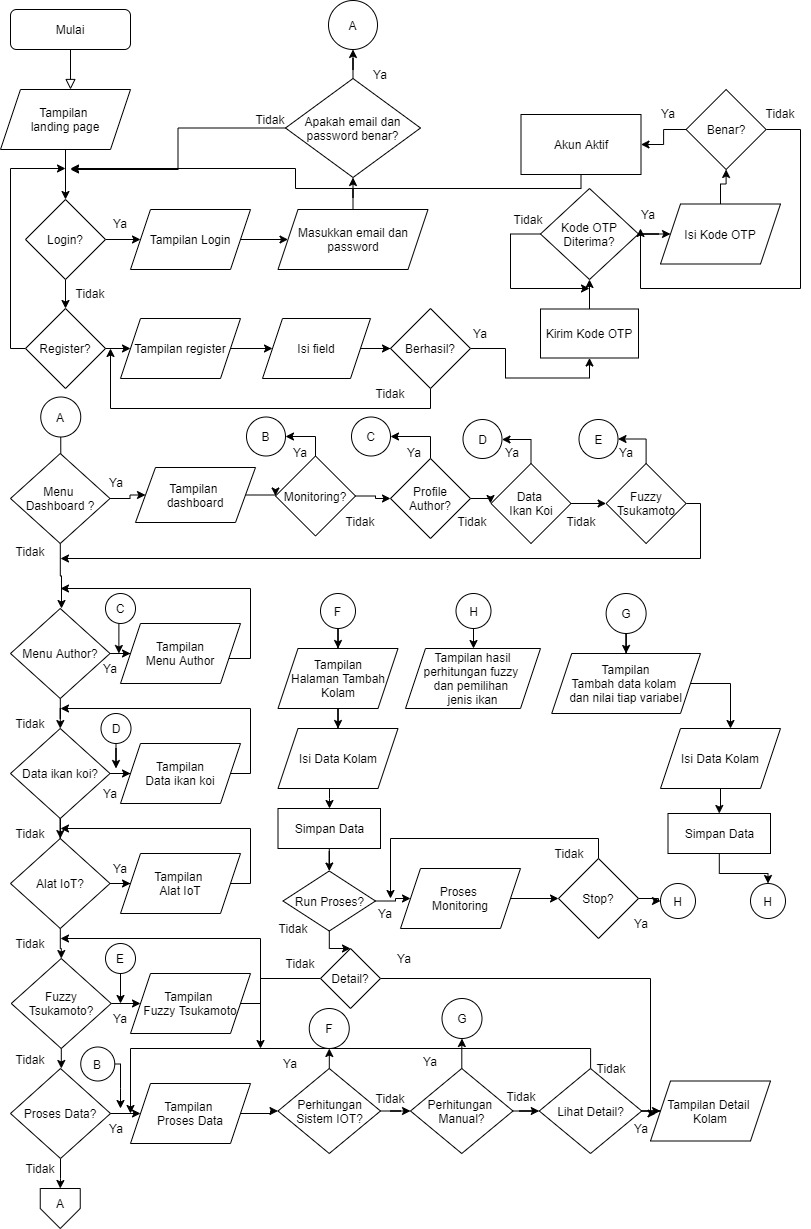 Mulai
Tampilan
landing page
A
Ya
Tidak
Apakah email dan
password benar?
Akun Aktif
Ya
Benar?
Tidak
Login?
Ya
Tampilan Login
Masukkan email dan
password
Tidak
Kode OTP
Diterima?
Ya
Isi Kode OTP
Tidak
Register?
Tampilan register
Isi field
Berhasil?
Ya
Kirim Kode OTP
Tidak
A
Menu
Dashboard ?
Ya
Tampilan
dashboard
B
Ya
Monitoring?
Tidak
C
Ya
Profile
Author?
Tidak
D
Ya
Data
Ikan Koi
Tidak
E
Ya
Fuzzy
Tsukamoto
Tidak
Menu Author?
C
Ya
Tampilan
Menu Author
Tidak
Data ikan koi?
D
Ya
Tampilan
Data ikan koi
Tidak
Alat IoT?
Ya
Tampilan
Alat IoT
Tidak
Fuzzy
Tsukamoto?
E
Ya
Tampilan
Fuzzy Tsukamoto
Tidak
Proses Data?
B
Ya
Tampilan
Proses Data
Tidak
A
F
Tampilan
Halaman Tambah
Kolam
Isi Data Kolam
Simpan Data
Run Proses?
Ya
Proses
Monitoring
Tidak
Stop?
Ya
H
Tidak
Detail?
Tidak
Ya
H
Tampilan hasil
perhitungan fuzzy
dan pemilihan
jenis ikan
G
Tampilan
Tambah data kolam
dan nilai tiap variabel
Isi Data Kolam
Simpan Data
H
F
Ya
Perhitungan
Sistem IOT?
Tidak
G
Ya
Perhitungan
Manual?
Tidak
Tidak
Lihat Detail?
Ya
Tampilan Detail
Kolam